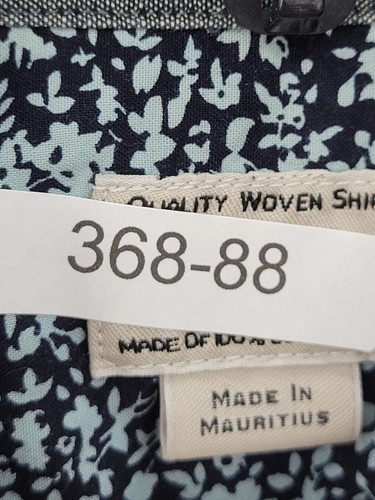 QUALITY WOVEN SHI
368-88
MADE OF 100%
MADE IN
MAURITIUS